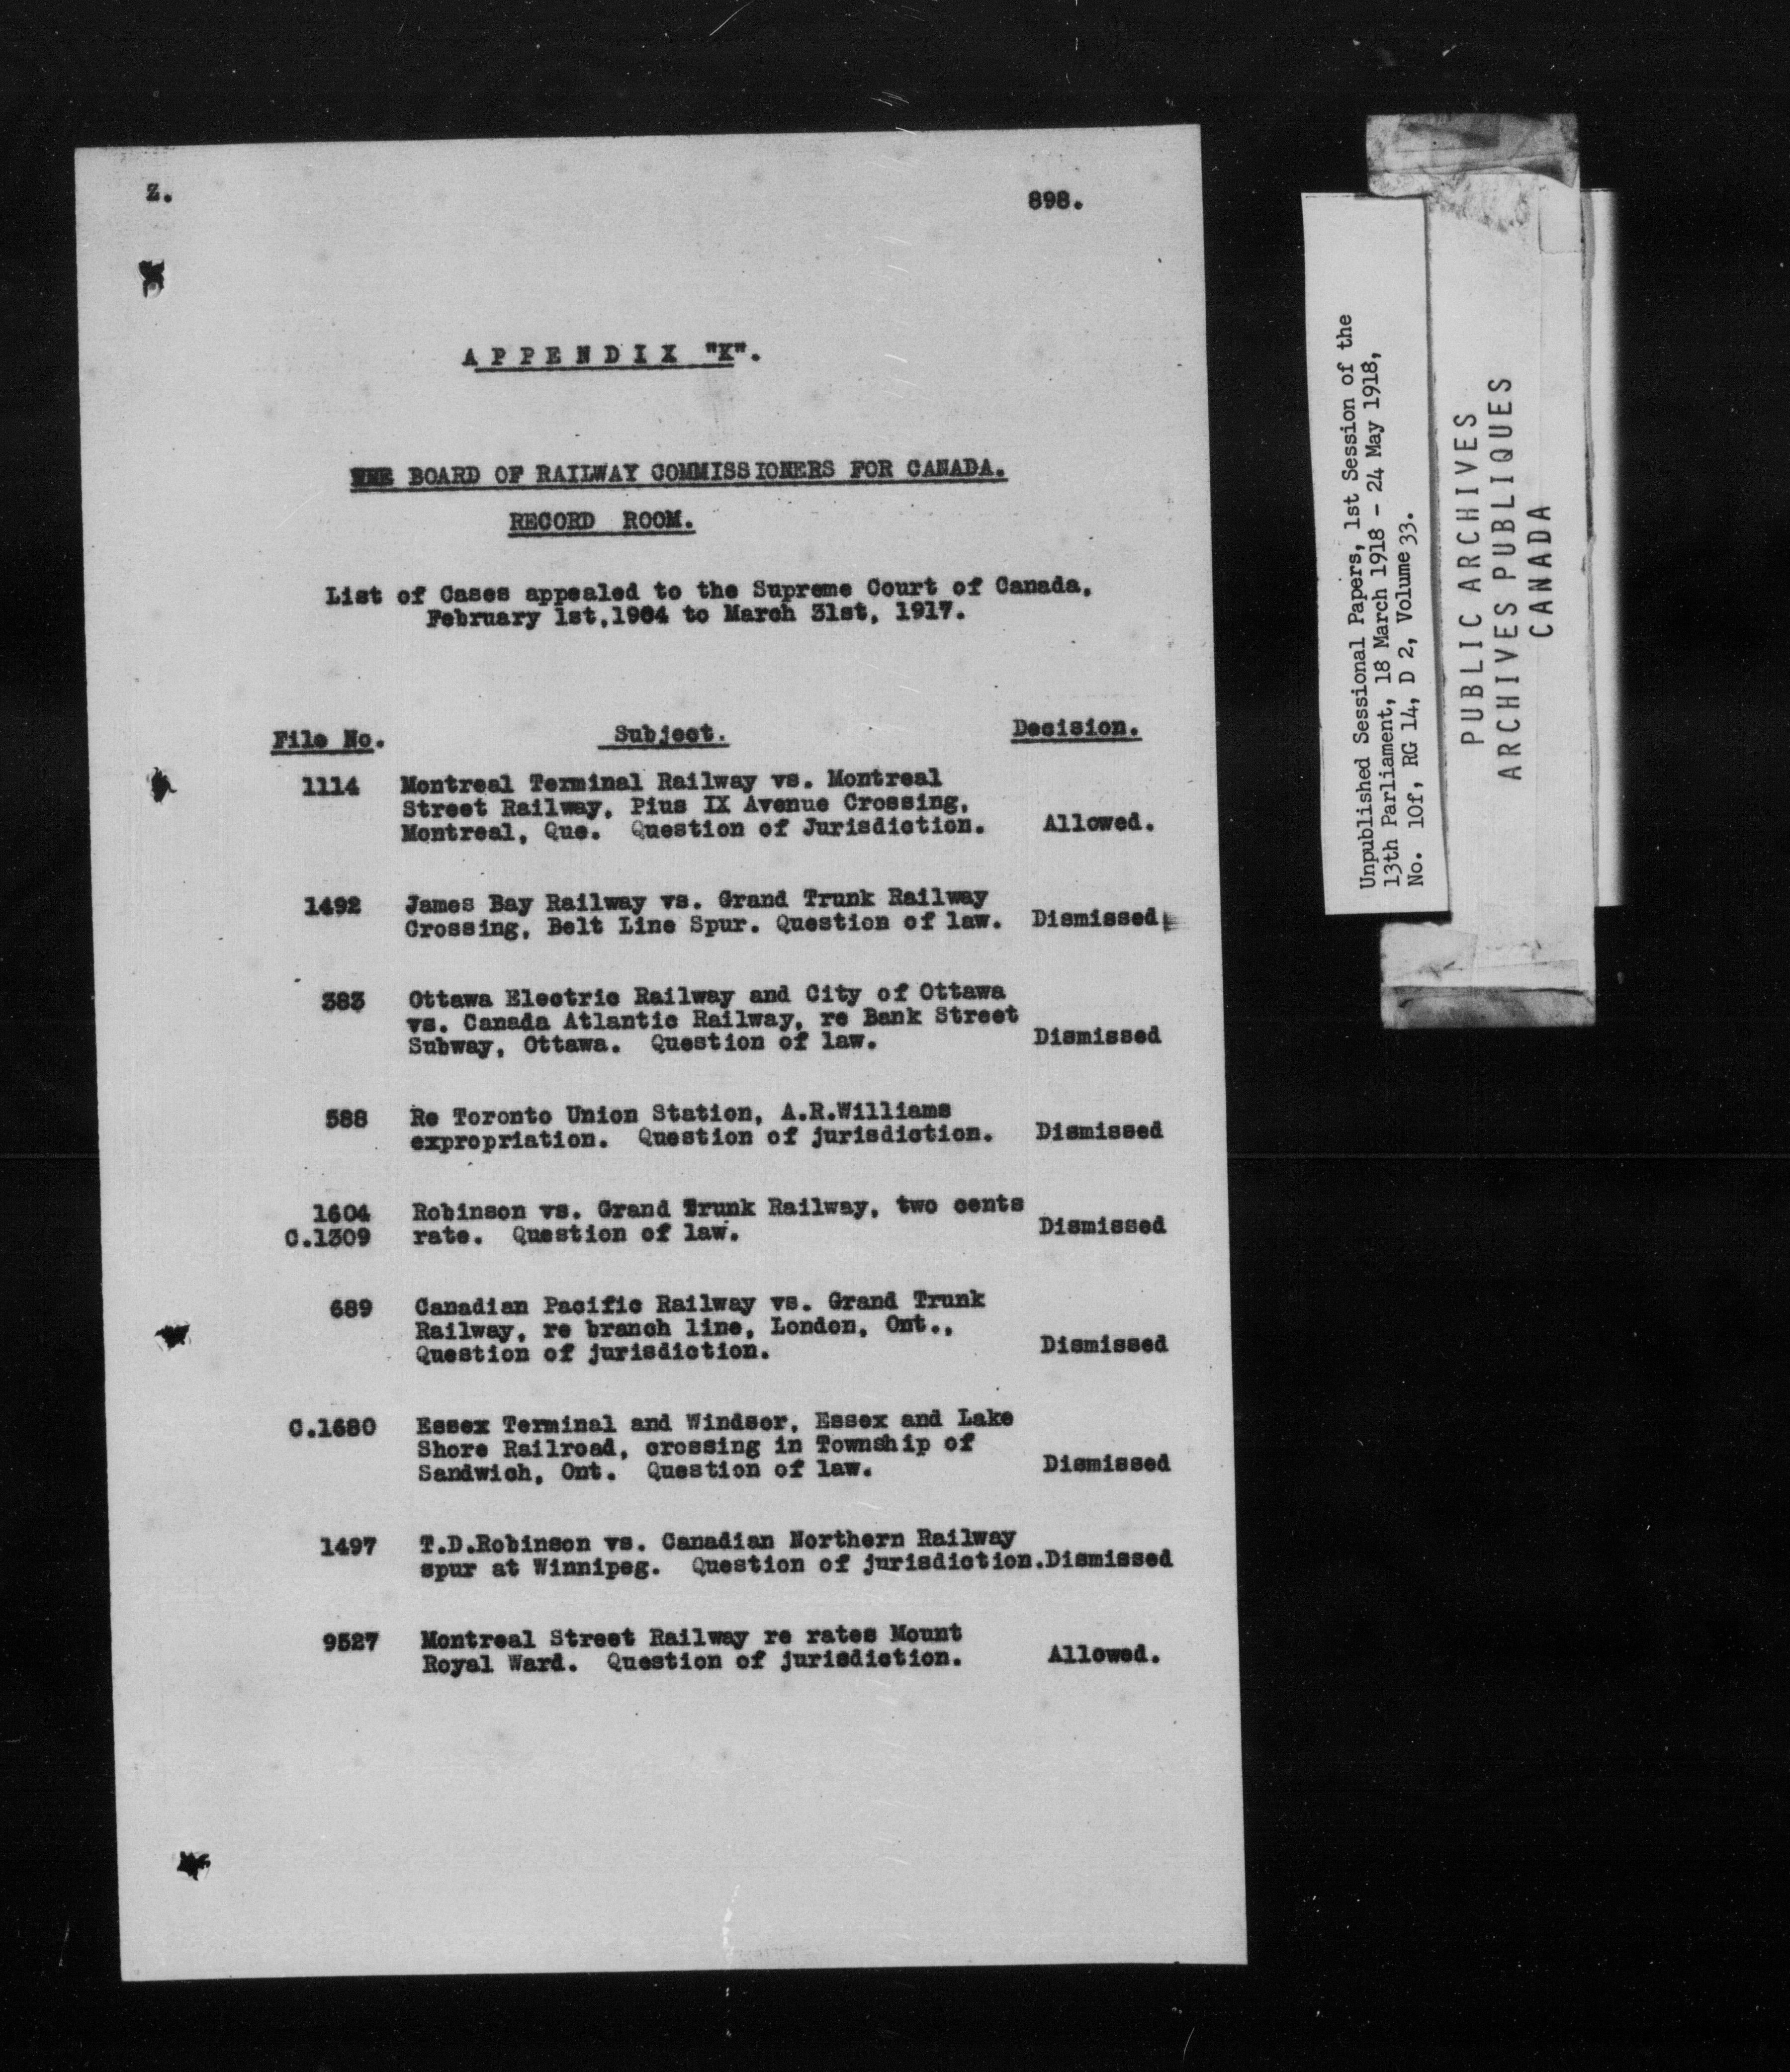 Z.
898.
APPENDIX "K".
THE BOARD OF RAILWAY COMMISSIONERS FOR CANADA.
RECORD ROOM.
List of Cases appealed to the Supreme Court of Canada,
February 1st,1904 to March 31st, 1917.
File No. Subject. Decision.
1114 Montreal Terminal Railway vs. Montreal
Street Railway, Pius IX Avenue Crossing,
Montreal, Que. Question of Jurisdiction. Allowed.
1492 James Bay Railway vs. Grand Trunk Railway
Crossing, Belt Line Spur. Question of law. Dismissed
383 Ottawa Electric Railway and City of Ottawa
vs. Canada Atlantic Railway, re Bank Street
Subway, Ottawa. Question of law. Dismissed
588 Re Toronto Union Station, A.R.Williams
expropriation. Question of jurisdiction. Dismissed
1604 Robinson vs. Grand Trunk Railway, two cents
C.1309 rate. Question of law. Dismissed
689 Canadian Pacific Railway vs. Grand Trunk
Railway, re branch line, London, Ont.,
Question of jurisdiction. Dismissed
C.1680 Essex Terminal and Windsor, Essex and Lake
Shore Railroad, crossing in Township of
Sandwich, Ont. Question of law. Dismissed
1497 T.D.Robinson vs. Canadian Northern Railway
spur at Winnipeg. Question of jurisdiction.Dismissed
9527 Montreal Street Railway re rates Mount
Royal Ward. Question of jurisdiction. Allowed.
Unpublished Sessional Papers, 1st Session of the
13th Parliament, 18 March 1918 - 24 May 1918,
No. 10f, RG 14, D 2, Volume 33.
PUBLIC ARCHIVES
ARCHIVES PUBLIQUES
CANADA